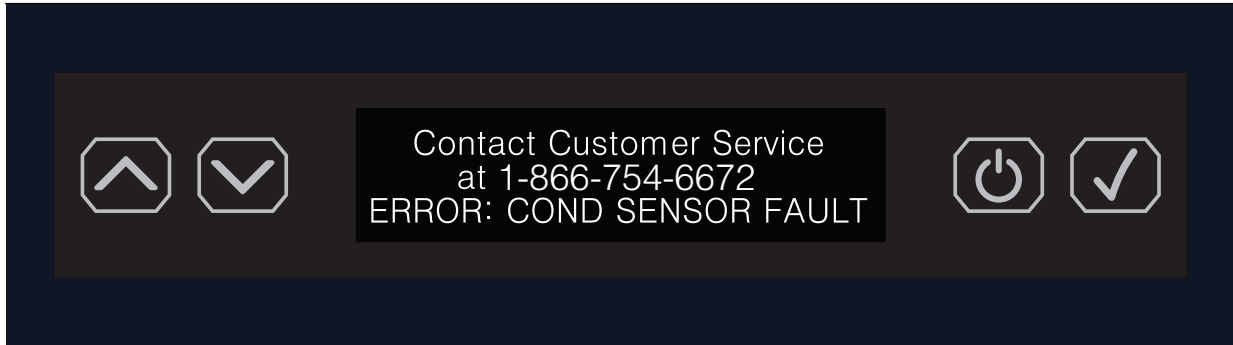 Contact Customer Service
at 1-866-754-6672
ERROR: COND SENSOR FAULT